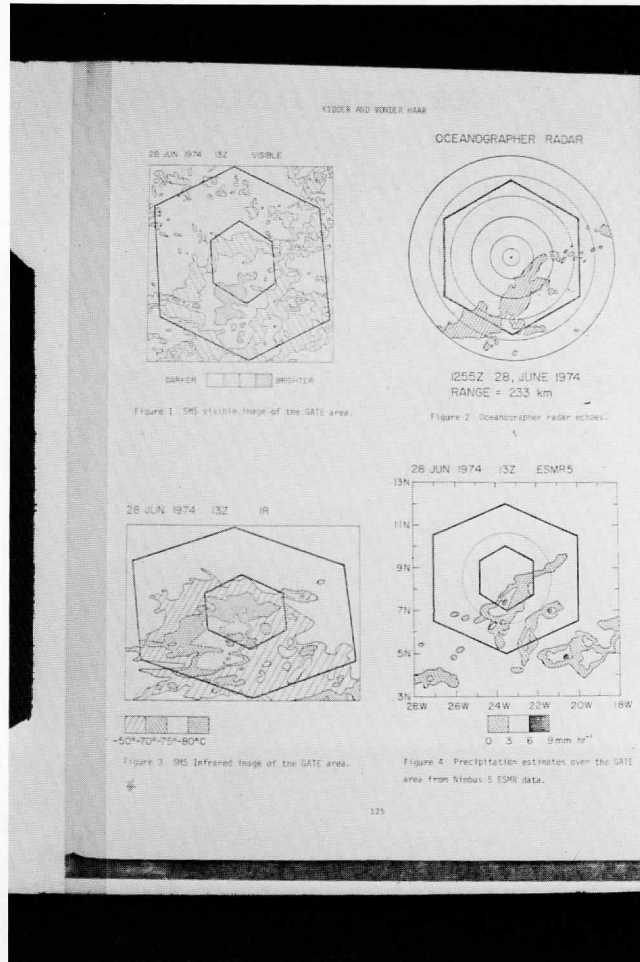 KIDDER AND VONDER HAAR
28 JUN 1974 13Z VISIBLE
DARKER BRIGHTER
Figure 1 SMS visible image of the GATE area.
OCEANOGRAPHER RADAR
1255Z 28, JUNE 1974
RANGE = 233 km
Figure 2 Oceanographer radar echoes.
28 JUN 1974 13Z IR
-50° -70° -75° -80°C
Figure 3 SMS Infrared image of the GATE area.
28 JUN 1974 13Z ESMR5
13N
11N
9N
7N
5N
3N
28W 26W 24W 22W 20W 18W
0 3 6 9mm hr⁻¹
Figure 4 Precipitation estimates over the GATE
area from Nimbus 5 ESMR data.
125